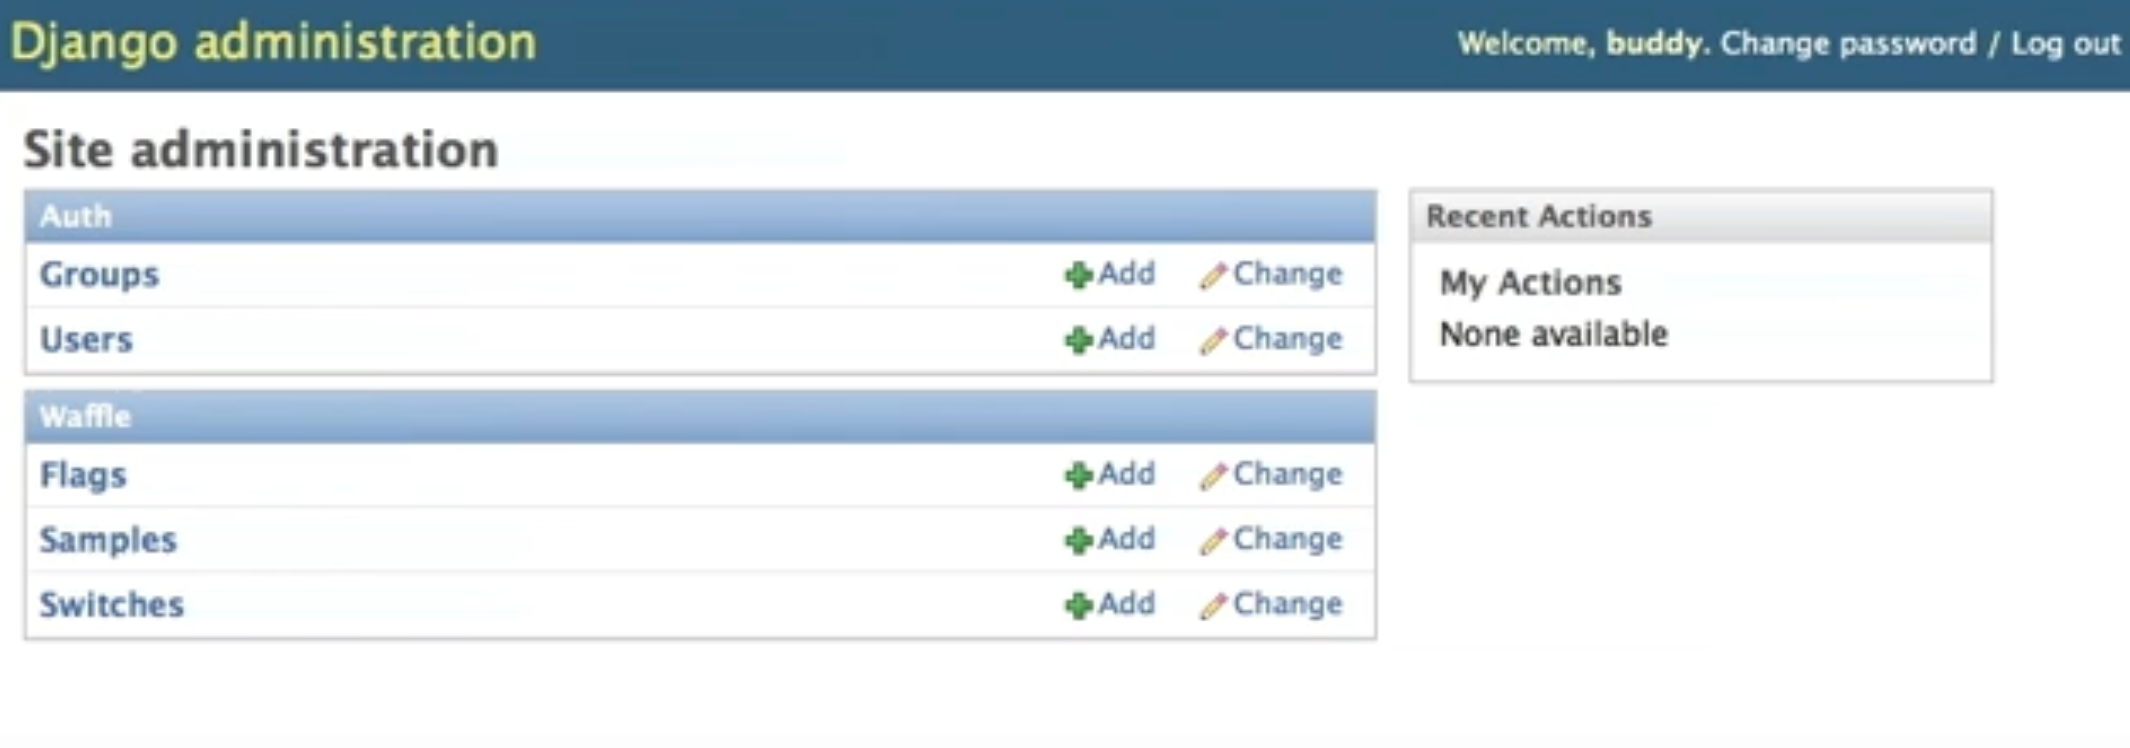 Django administration
Welcome, buddy. Change password / Log out
Site administration
Auth
Groups Add Change
Users Add Change
Waffle
Flags Add Change
Samples Add Change
Switches Add Change
Recent Actions
My Actions
None available